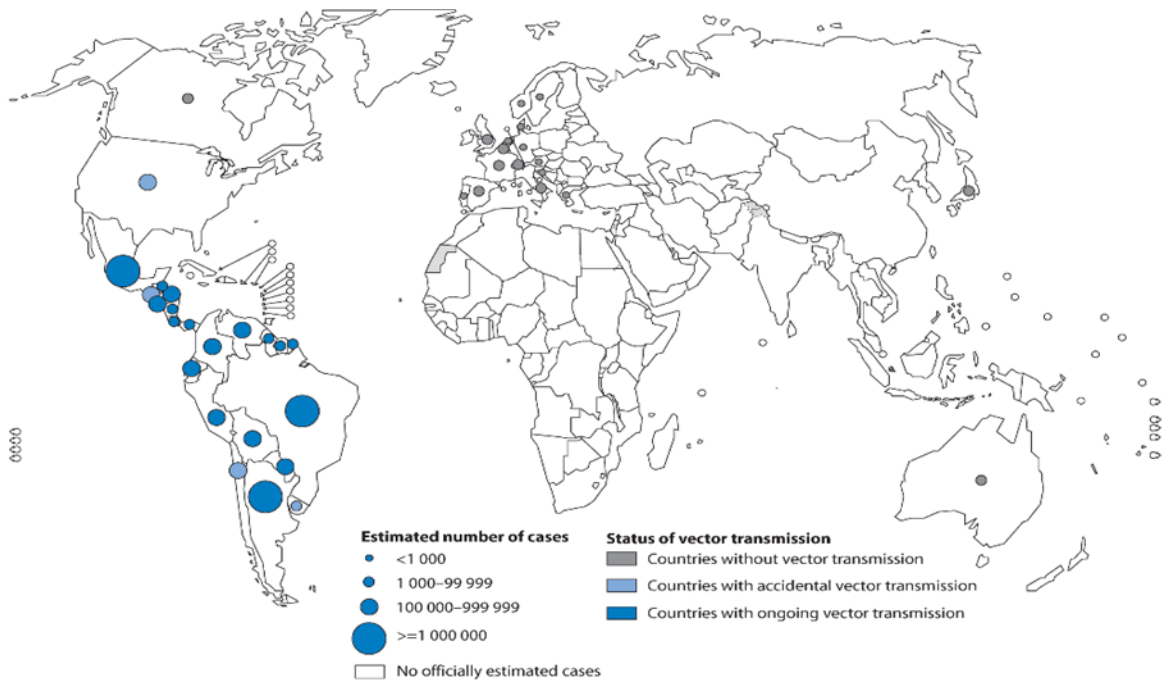 Estimated number of cases
<1 000
1 000–99 999
100 000–999 999
>=1 000 000
No officially estimated cases
Status of vector transmission
Countries without vector transmission
Countries with accidental vector transmission
Countries with ongoing vector transmission